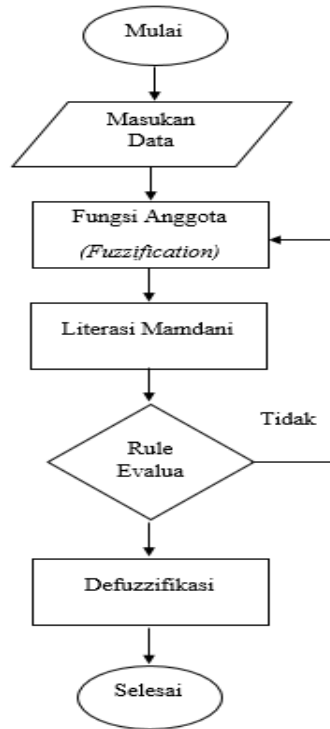 Mulai
Masukan
Data
Fungsi Anggota
(Fuzzification)
Literasi Mamdani
Tidak
Rule
Evalua
Defuzzifikasi
Selesai